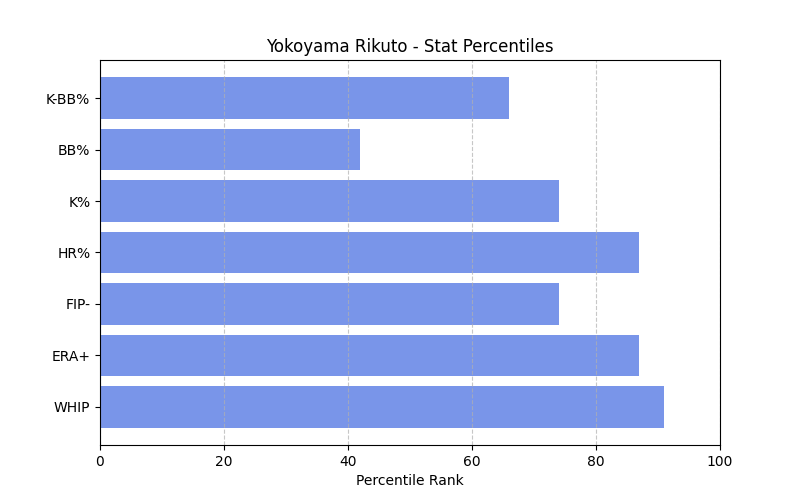 Yokoyama Rikuto - Stat Percentiles
K-BB%
BB%
K%
HR%
FIP-
ERA+
WHIP
0 20 40 60 80 100
Percentile Rank